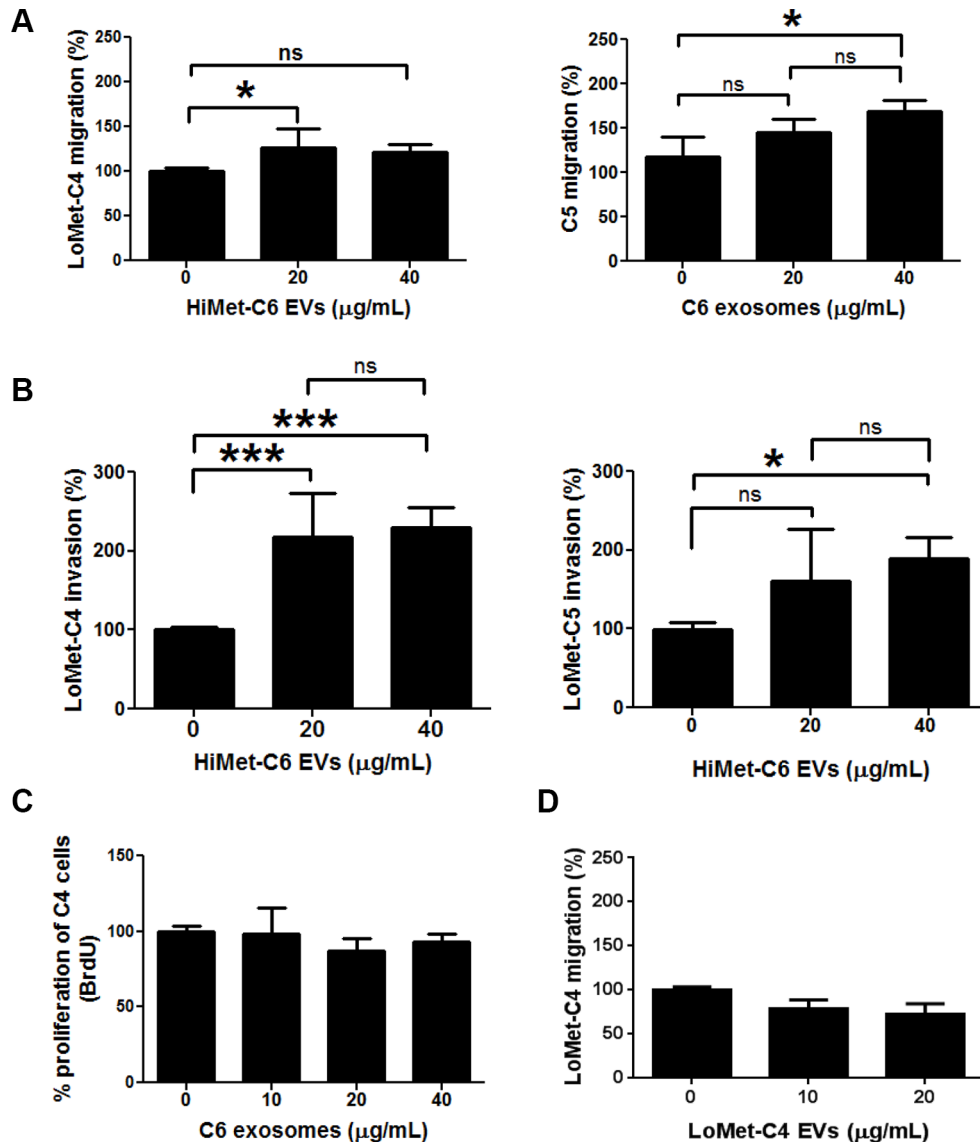 A
LoMet-C4 migration (%)
250
200
150
100
50
0
ns
*
0 20 40
HiMet-C6 EVs (μg/mL)
C5 migration (%)
250
200
150
100
50
0
*
ns
ns
0 20 40
C6 exosomes (μg/mL)
B
LoMet-C4 invasion (%)
300
200
100
0
ns
***
***
0 20 40
HiMet-C6 EVs (μg/mL)
LoMet-C5 invasion (%)
300
200
100
0
ns
*
ns
0 20 40
HiMet-C6 EVs (μg/mL)
C
% proliferation of C4 cells
(BrdU)
150
100
50
0
0 10 20 40
C6 exosomes (μg/mL)
D
LoMet-C4 migration (%)
250
200
150
100
50
0
0 10 20
LoMet-C4 EVs (μg/mL)